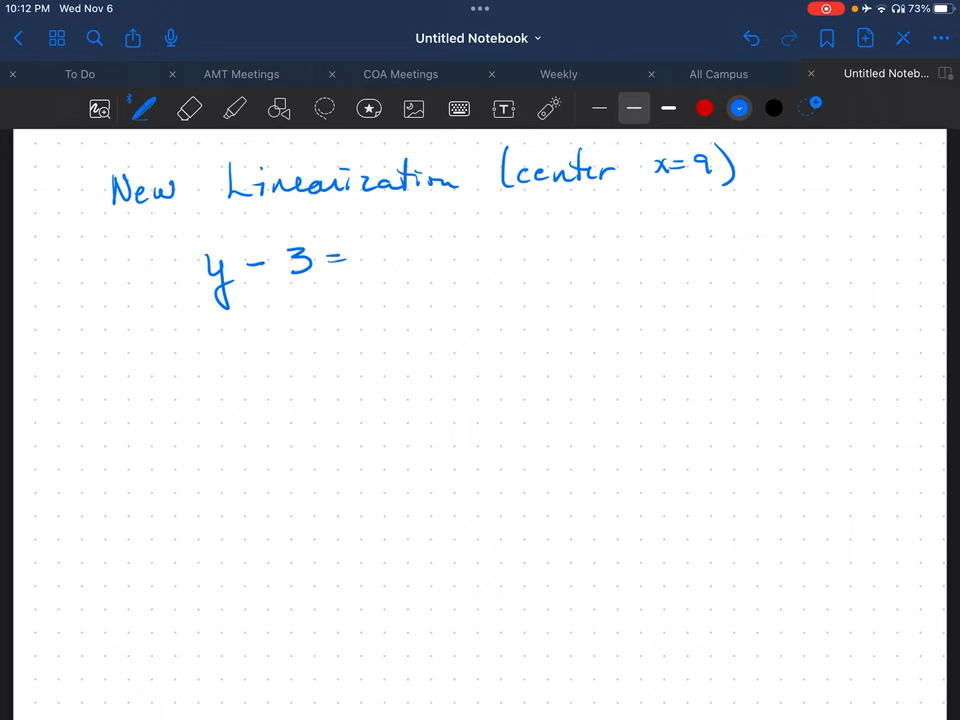 10:12 PM Wed Nov 6 73%
Untitled Notebook
To Do AMT Meetings COA Meetings Weekly All Campus Untitled Noteb...
T
New Linearization (center x=9)
y - 3 =